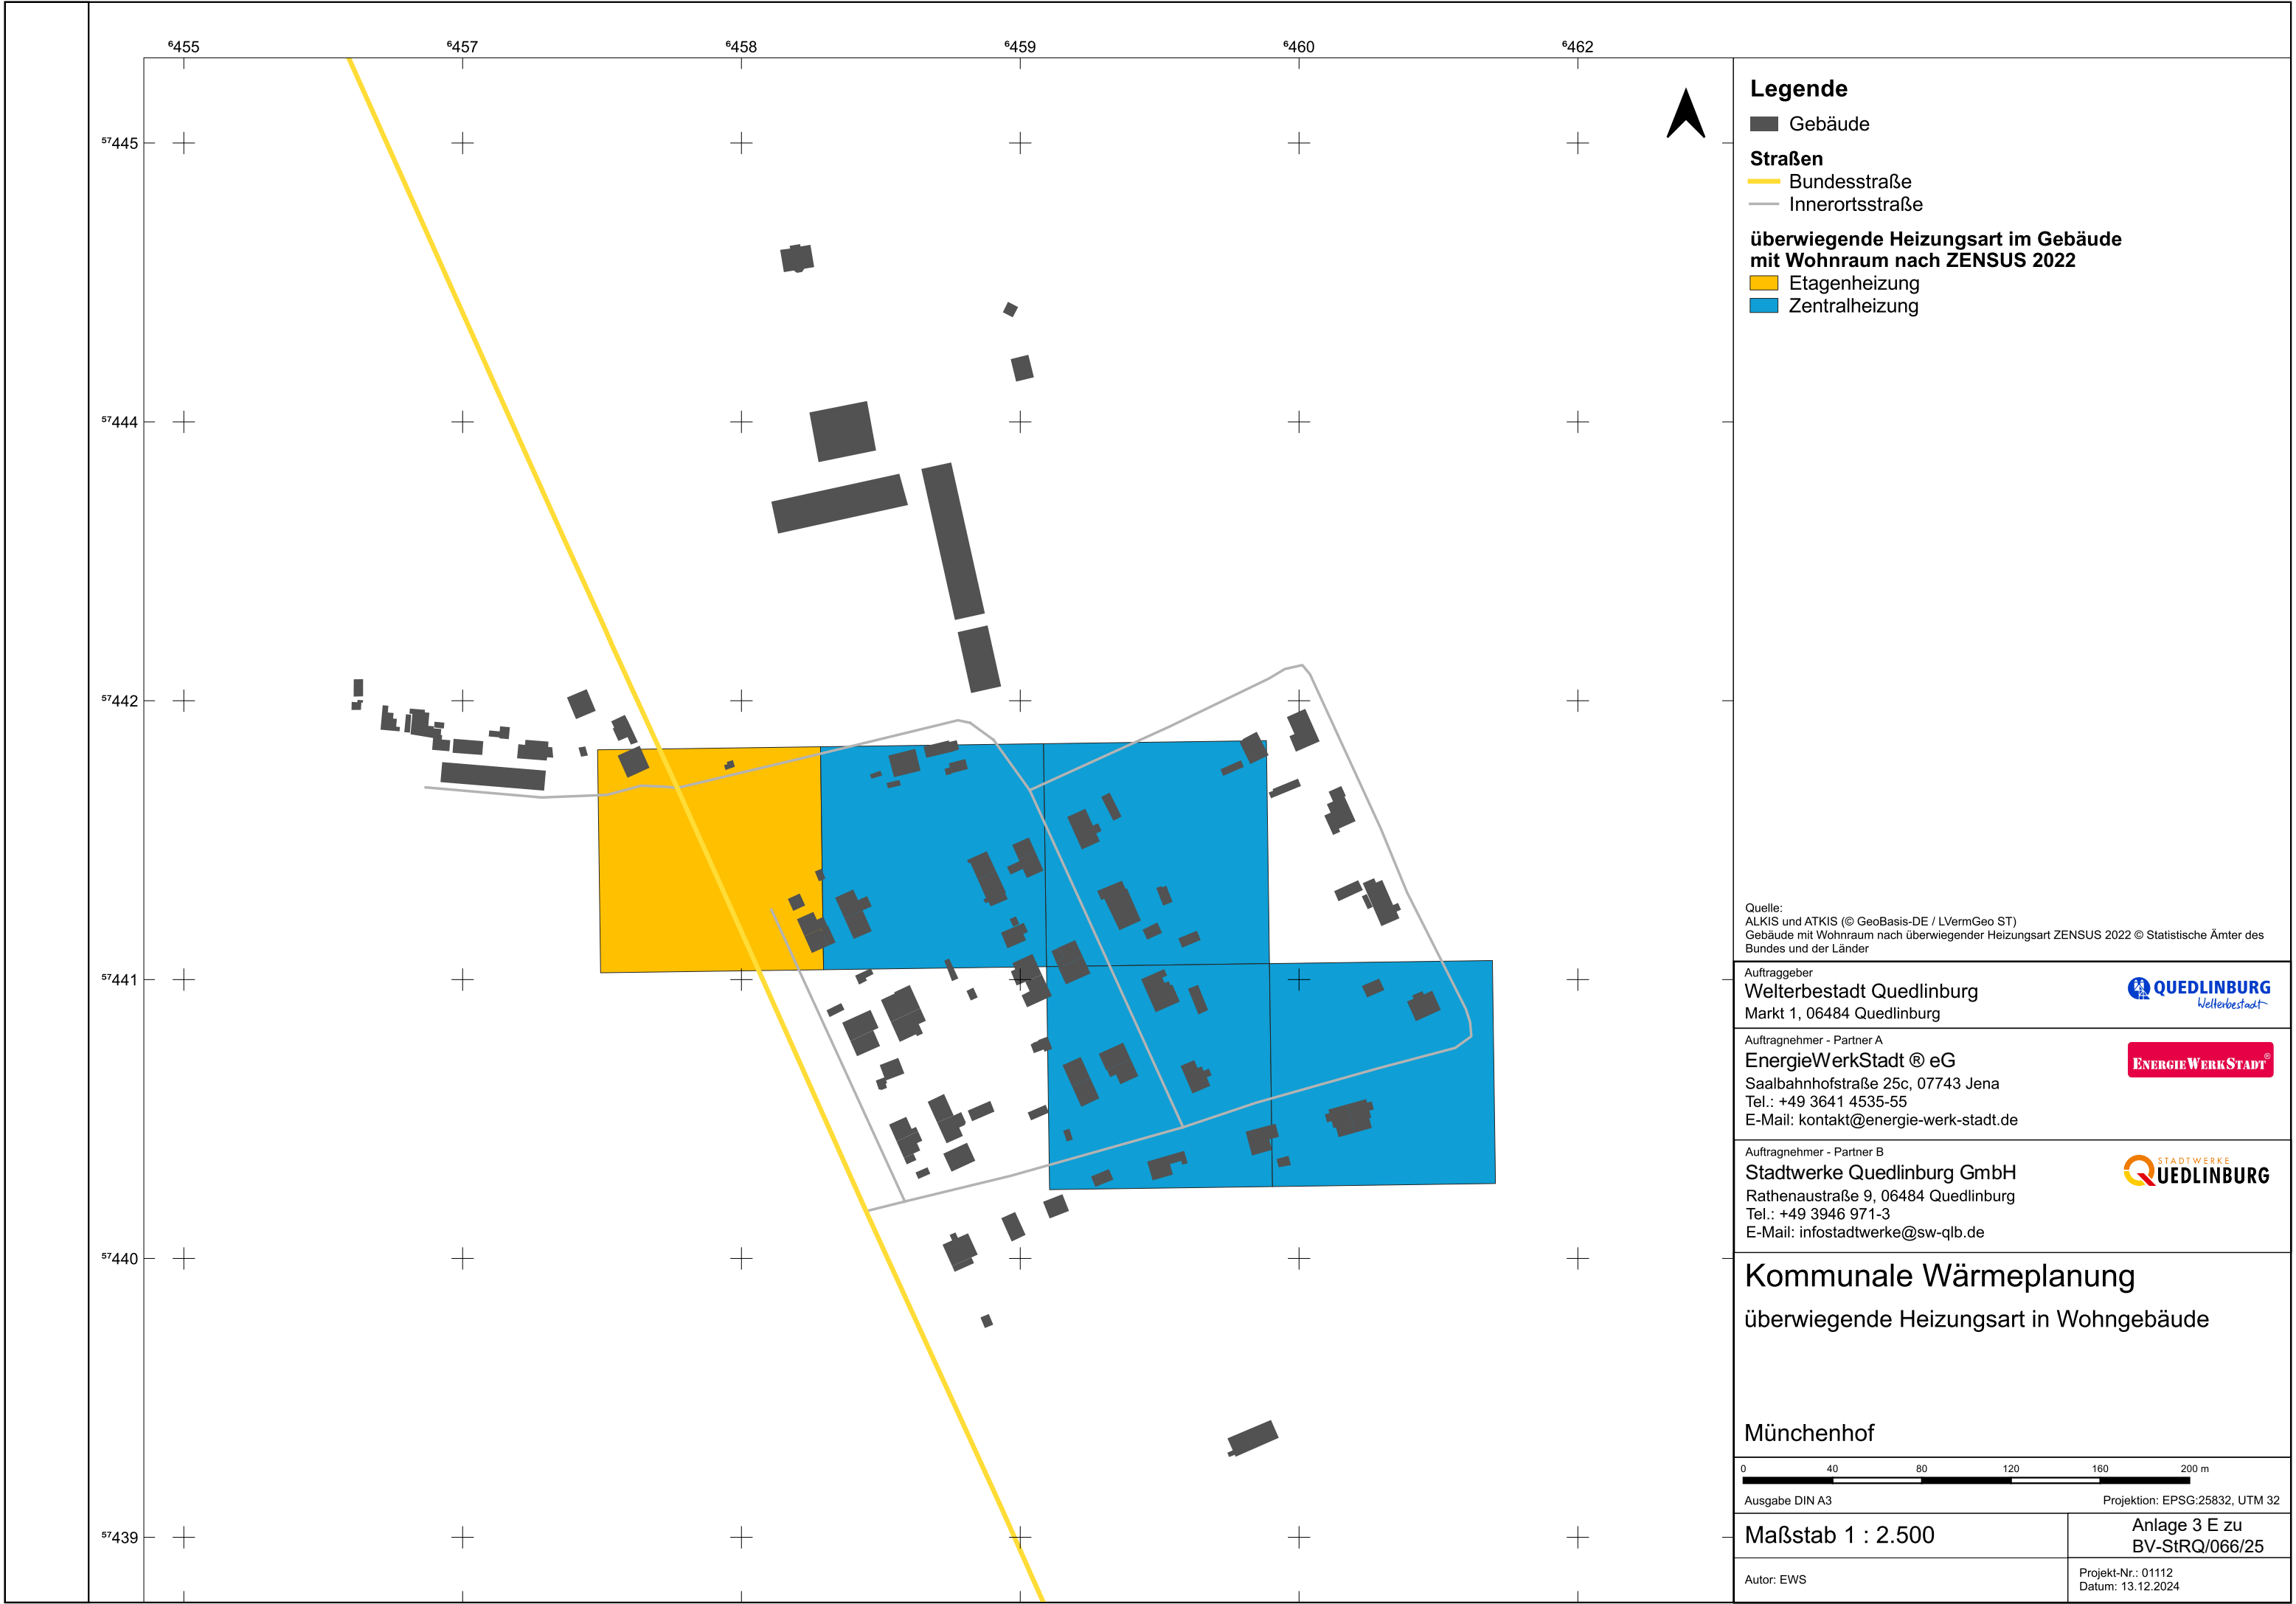 ⁶455 ⁶457 ⁶458 ⁶459 ⁶460 ⁶462
⁵⁷445
⁵⁷444
⁵⁷442
⁵⁷441
⁵⁷440
⁵⁷439
Legende
Gebäude
Straßen
Bundesstraße
Innerortsstraße
überwiegende Heizungsart im Gebäude
mit Wohnraum nach ZENSUS 2022
Etagenheizung
Zentralheizung
Quelle:
ALKIS und ATKIS (© GeoBasis-DE / LVermGeo ST)
Gebäude mit Wohnraum nach überwiegender Heizungsart ZENSUS 2022 © Statistische Ämter des
Bundes und der Länder
Auftraggeber
Welterbestadt Quedlinburg
Markt 1, 06484 Quedlinburg
QUEDLINBURG
Welterbestadt
Auftragnehmer - Partner A
EnergieWerkStadt ® eG
Saalbahnhofstraße 25c, 07743 Jena
Tel.: +49 3641 4535-55
E-Mail: kontakt@energie-werk-stadt.de
ENERGIEWERKSTADT®
Auftragnehmer - Partner B
Stadtwerke Quedlinburg GmbH
Rathenaustraße 9, 06484 Quedlinburg
Tel.: +49 3946 971-3
E-Mail: infostadtwerke@sw-qlb.de
STADTWERKE
QUEDLINBURG
Kommunale Wärmeplanung
überwiegende Heizungsart in Wohngebäude
Münchenhof
0 40 80 120 160 200 m
Ausgabe DIN A3 Projektion: EPSG:25832, UTM 32
Maßstab 1 : 2.500
Anlage 3 E zu
BV-StRQ/066/25
Autor: EWS
Projekt-Nr.: 01112
Datum: 13.12.2024